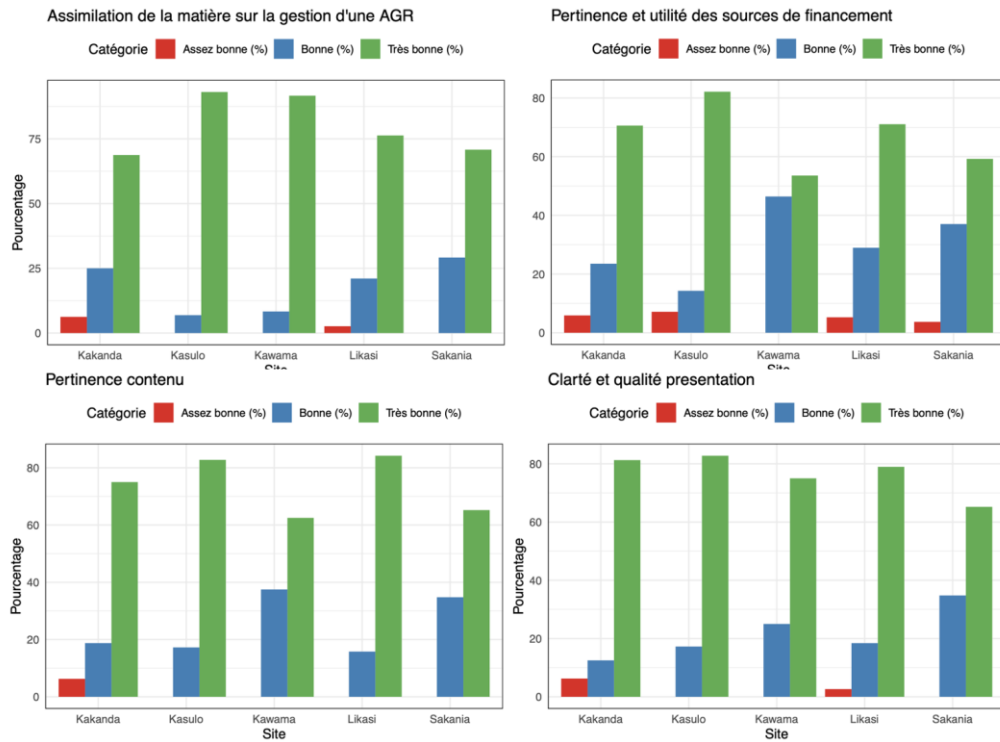 Assimilation de la matière sur la gestion d'une AGR
Catégorie Assez bonne (%) Bonne (%) Très bonne (%)
Pourcentage
75
50
25
0
Kakanda Kasulo Kawama Likasi Sakania
Site
Pertinence et utilité des sources de financement
Catégorie Assez bonne (%) Bonne (%) Très bonne (%)
Pourcentage
80
60
40
20
0
Kakanda Kasulo Kawama Likasi Sakania
Site
Pertinence contenu
Catégorie Assez bonne (%) Bonne (%) Très bonne (%)
Pourcentage
80
60
40
20
0
Kakanda Kasulo Kawama Likasi Sakania
Site
Clarté et qualité presentation
Catégorie Assez bonne (%) Bonne (%) Très bonne (%)
Pourcentage
80
60
40
20
0
Kakanda Kasulo Kawama Likasi Sakania
Site